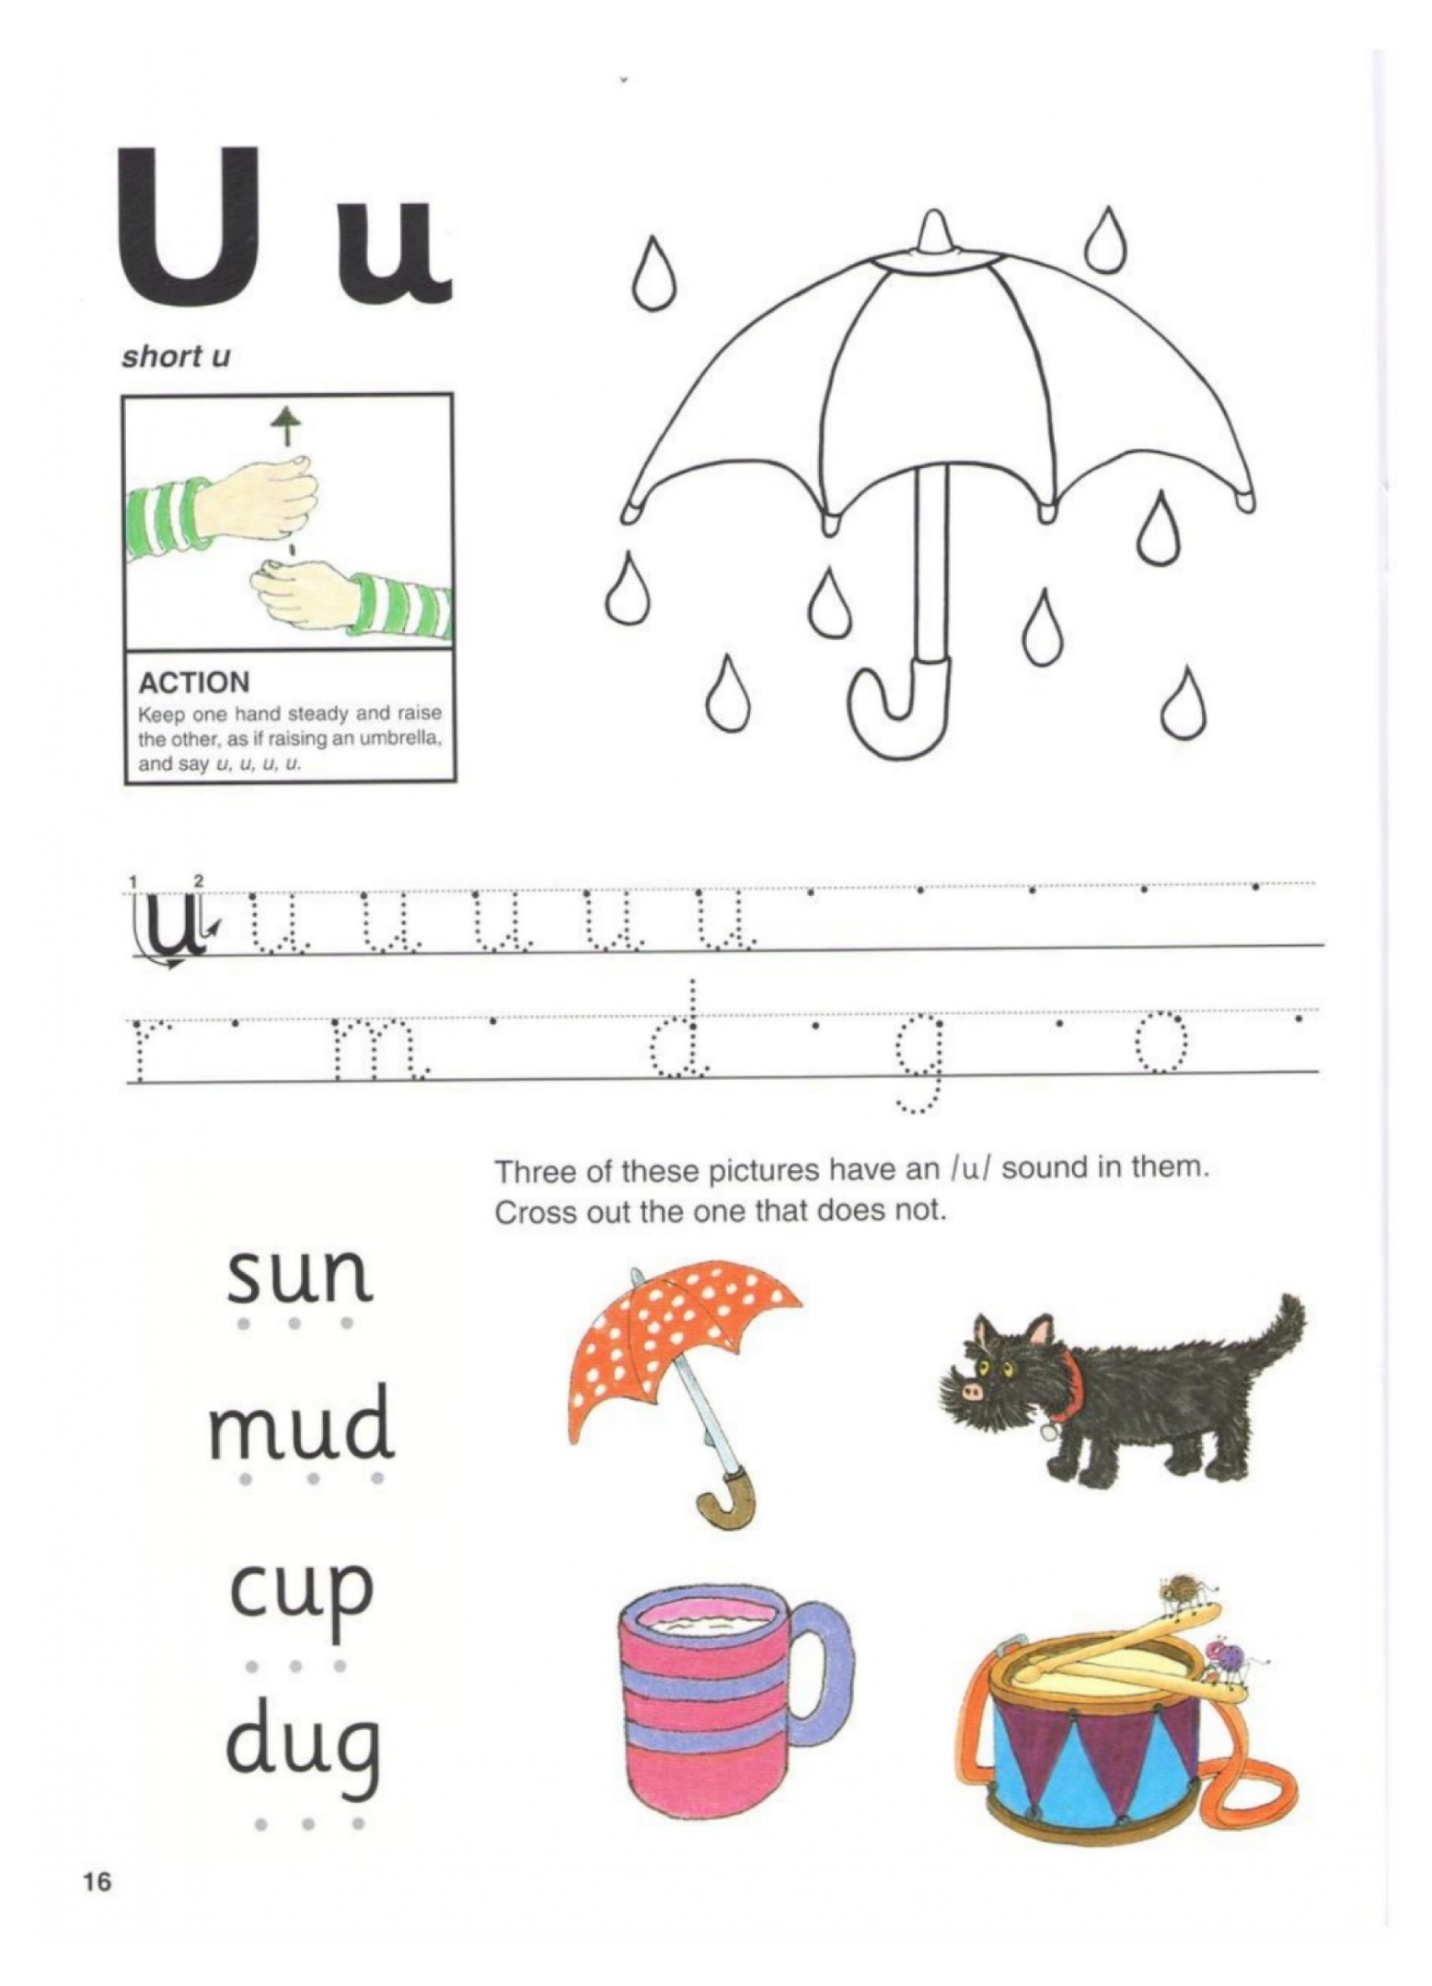 U u
short u
ACTION
Keep one hand steady and raise
the other, as if raising an umbrella,
and say u, u, u, u.
1 2
u u u u u u
r m d g o
Three of these pictures have an /u/ sound in them.
Cross out the one that does not.
sun
mud
cup
dug
16